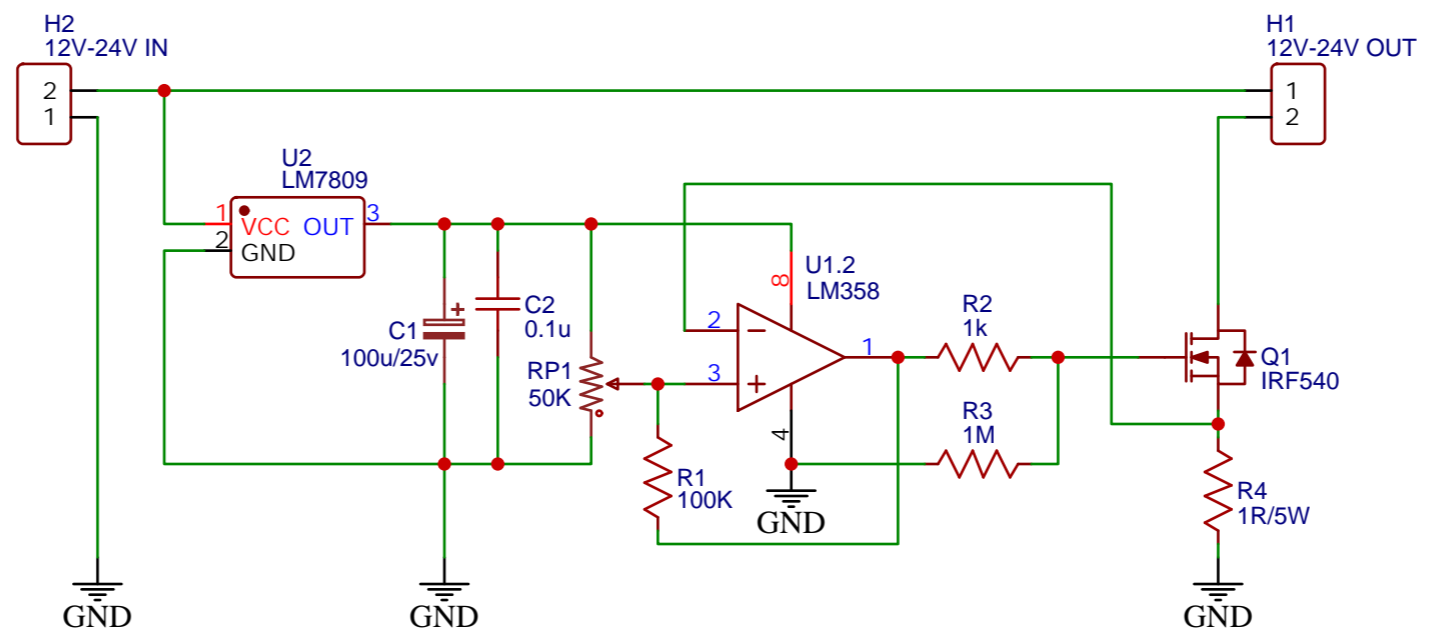 H2
12V-24V IN
2
1
H1
12V-24V OUT
1
2
U2
LM7809
1
VCC OUT
3
2
GND
C1
100u/25v
+
C2
0.1u
RP1
50K
U1.2
LM358
8
2
−
3
+
1
4
GND
R1
100K
R2
1k
R3
1M
Q1
IRF540
R4
1R/5W
GND
GND
GND